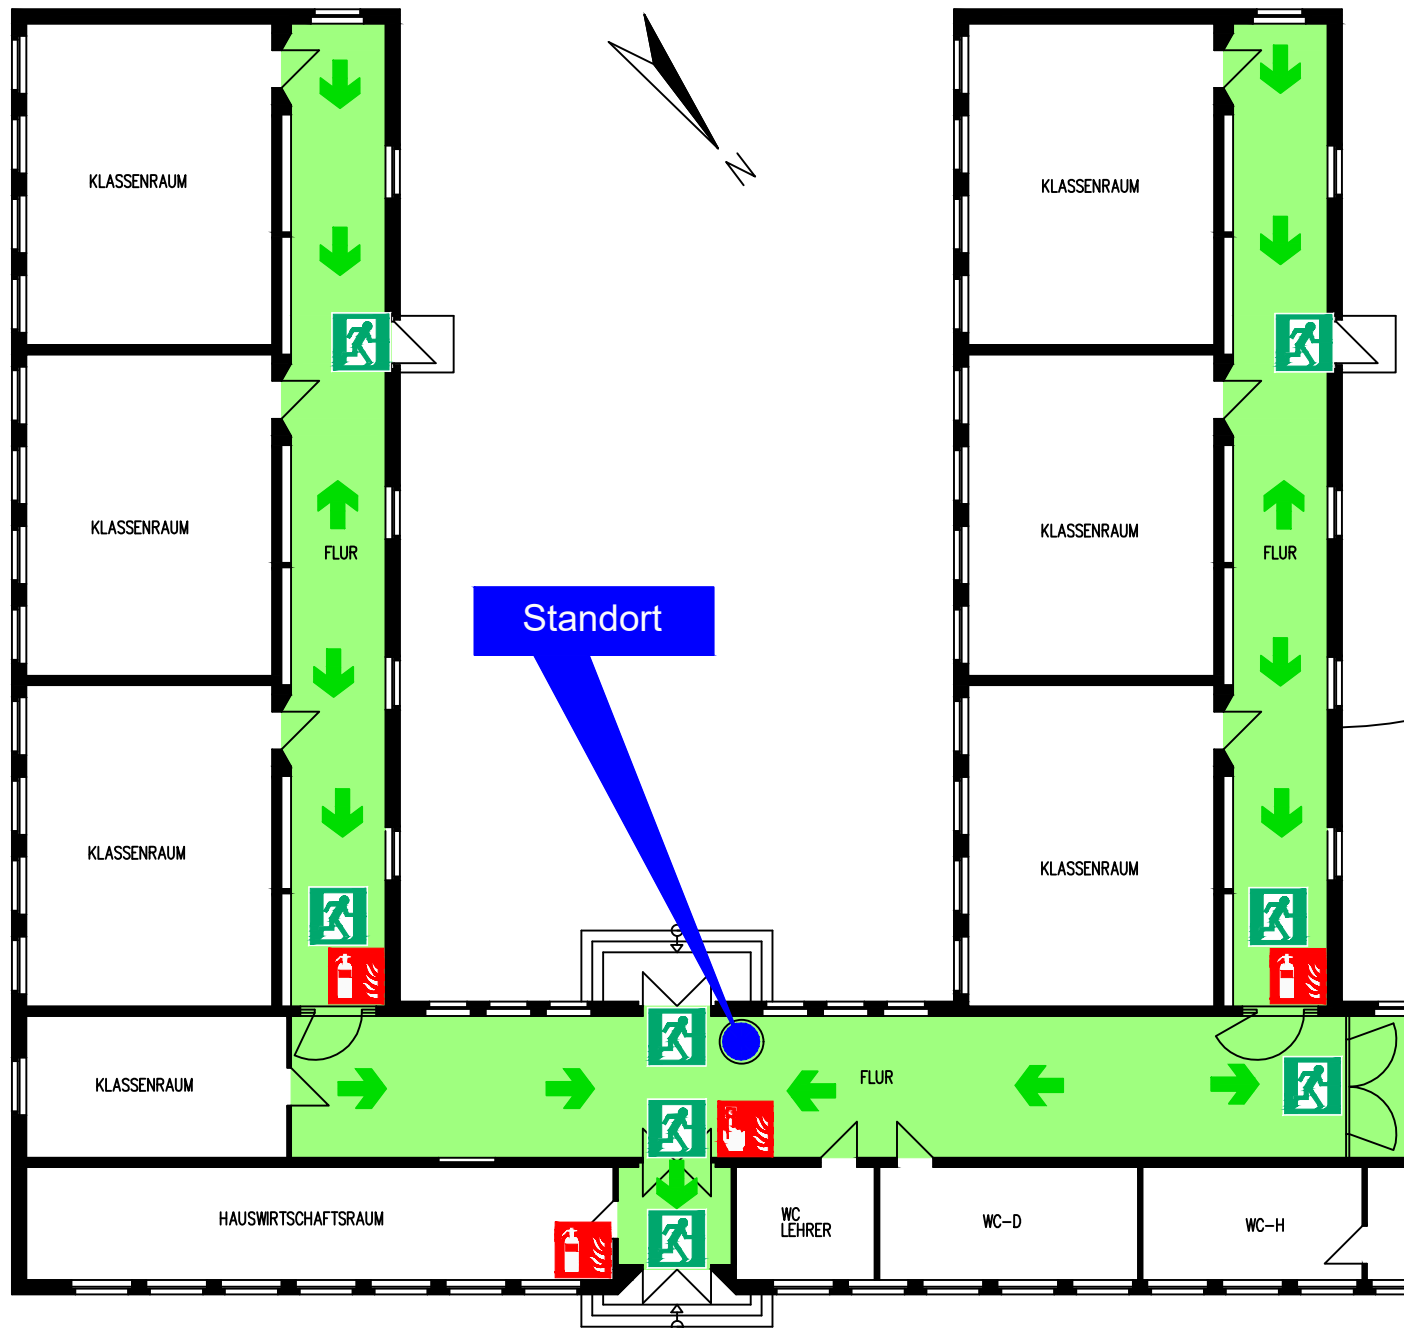 N
KLASSENRAUM
KLASSENRAUM
KLASSENRAUM
FLUR
KLASSENRAUM
FLUR
Standort
KLASSENRAUM
KLASSENRAUM
KLASSENRAUM
FLUR
HAUSWIRTSCHAFTSRAUM
WC
LEHRER
WC-D
WC-H